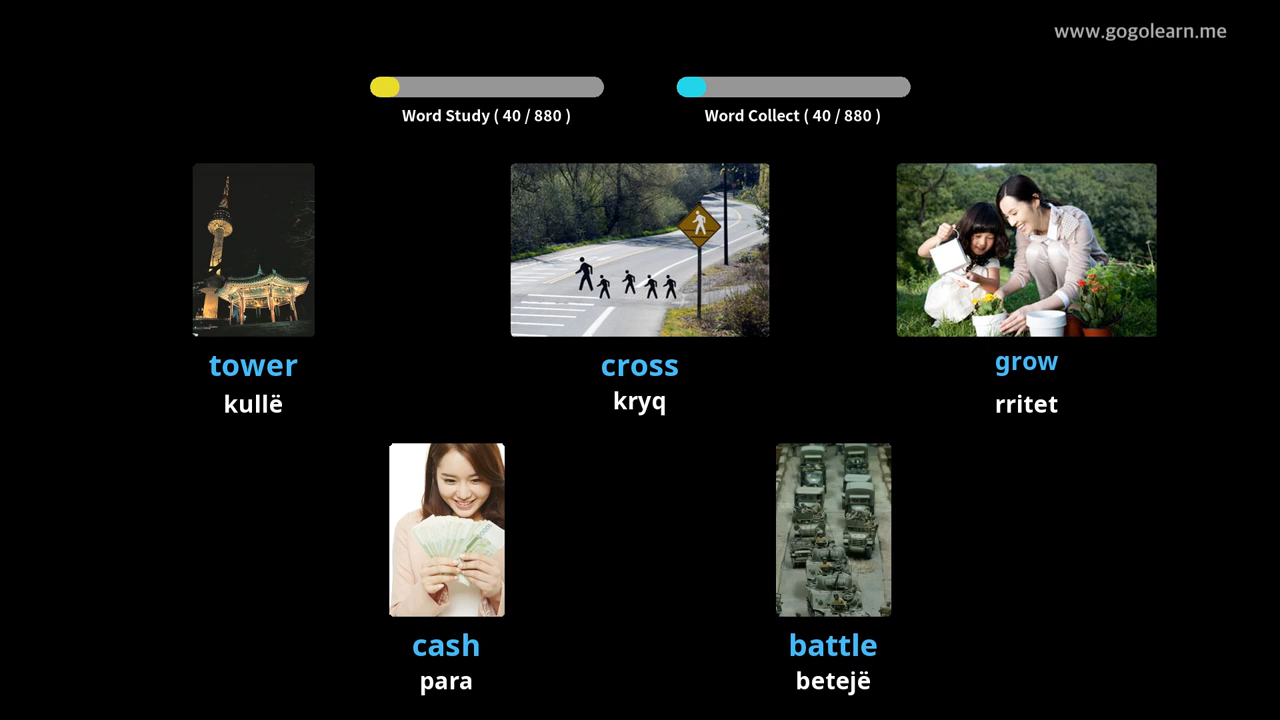 www.gogolearn.me
Word Study ( 40 / 880 )
Word Collect ( 40 / 880 )
tower
kullë
cross
kryq
grow
rritet
cash
para
battle
betejë